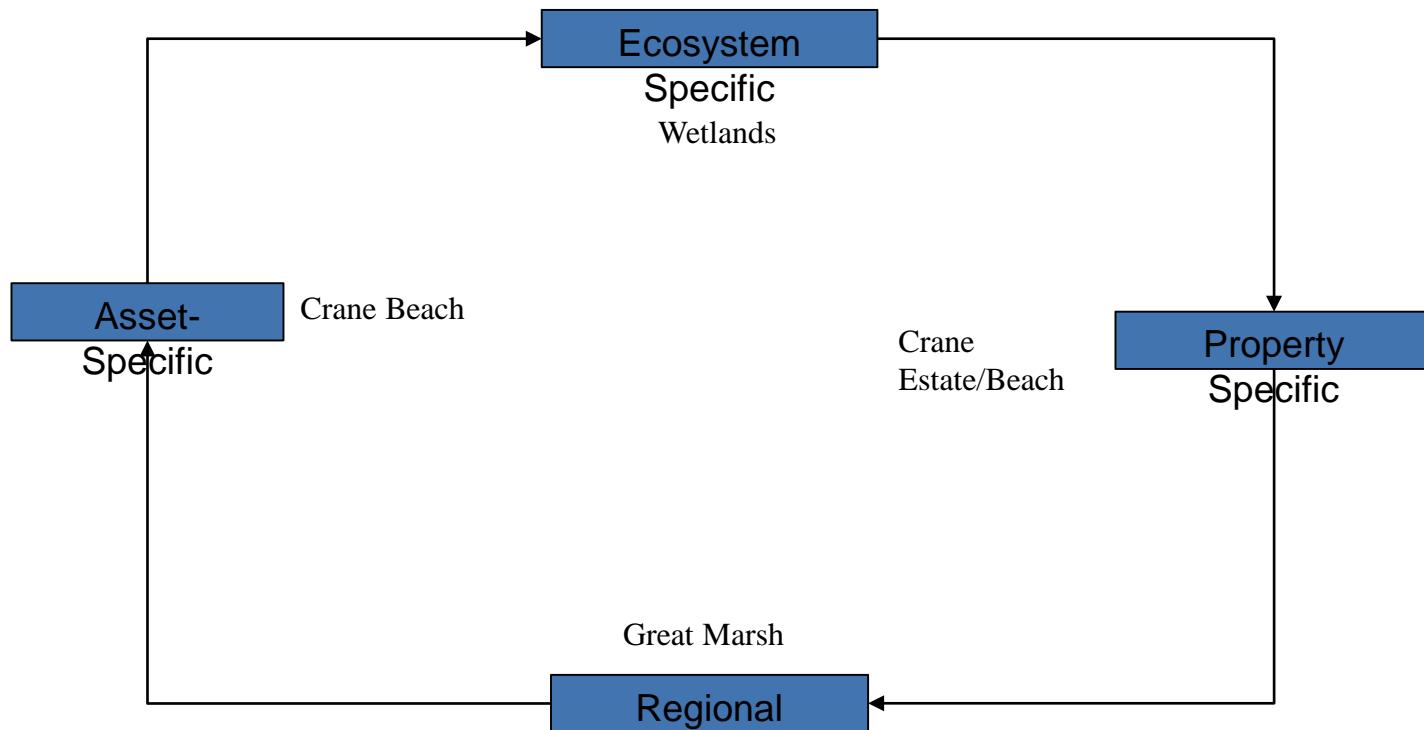 Ecosystem
Specific
Wetlands
Asset-
Specific
Crane Beach
Crane
Estate/Beach
Property
Specific
Great Marsh
Regional